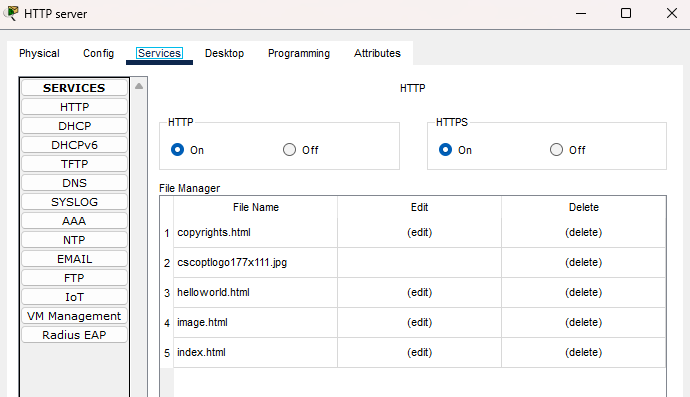 HTTP server
Physical Config Services Desktop Programming Attributes
SERVICES
HTTP
DHCP
DHCPv6
TFTP
DNS
SYSLOG
AAA
NTP
EMAIL
FTP
IoT
VM Management
Radius EAP
HTTP
HTTP
On Off
HTTPS
On Off
File Manager
File Name Edit Delete
1 copyrights.html (edit) (delete)
2 cscoptlogo177x111.jpg (delete)
3 helloworld.html (edit) (delete)
4 image.html (edit) (delete)
5 index.html (edit) (delete)